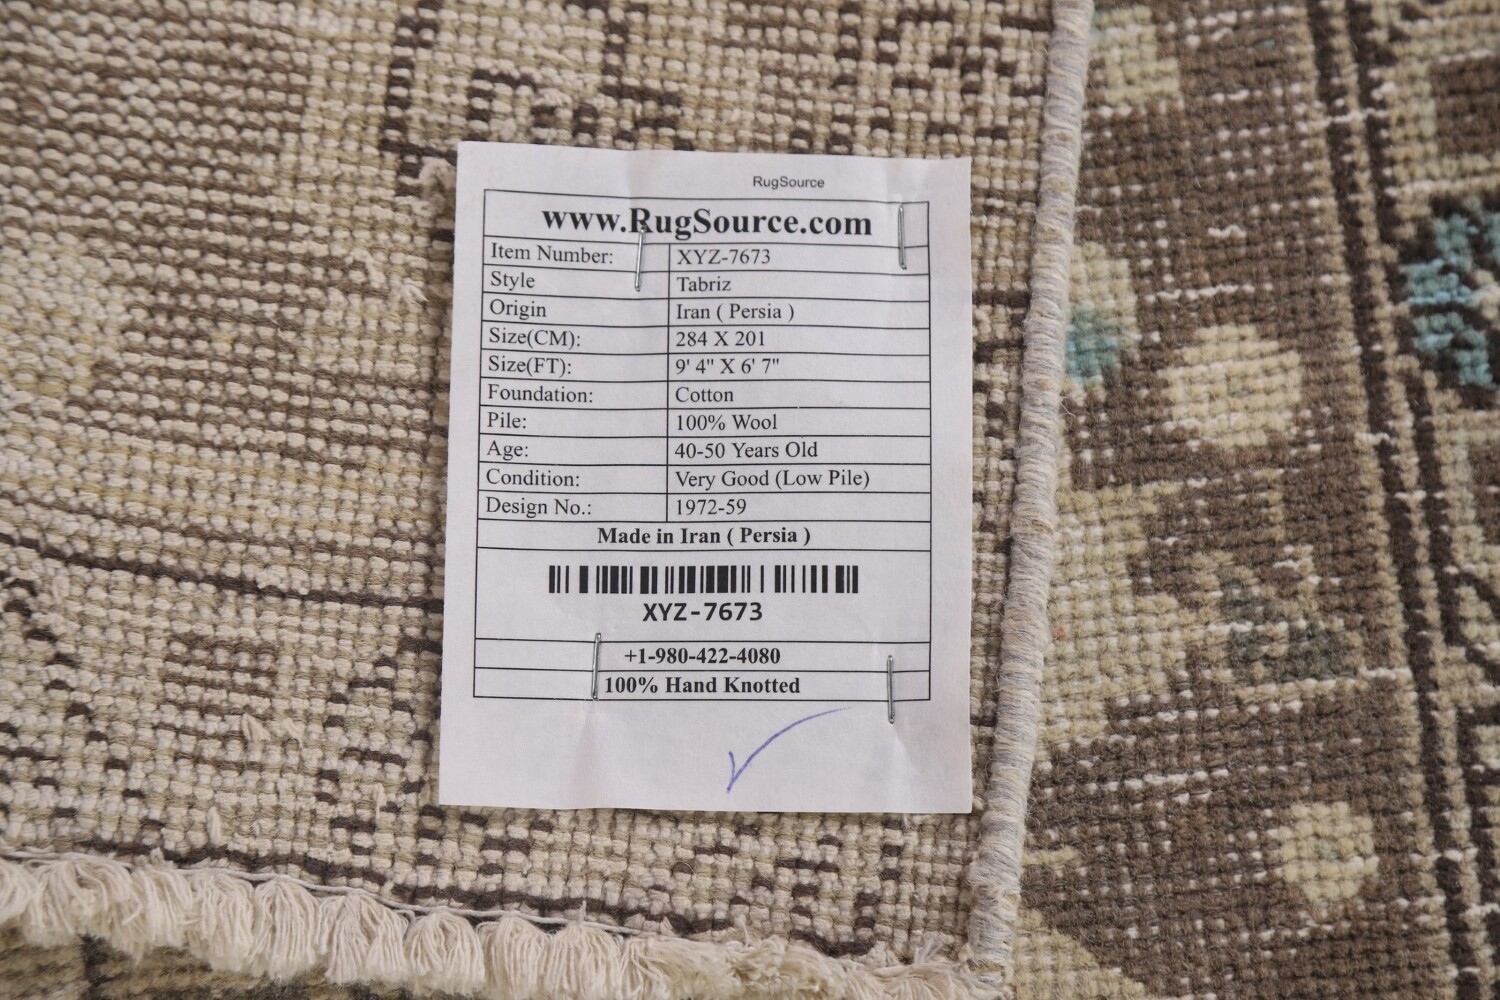 RugSource
www.RugSource.com
Item Number: XYZ-7673
Style Tabriz
Origin Iran ( Persia )
Size(CM): 284 X 201
Size(FT): 9' 4" X 6' 7"
Foundation: Cotton
Pile: 100% Wool
Age: 40-50 Years Old
Condition: Very Good (Low Pile)
Design No.: 1972-59
Made in Iran ( Persia )
XYZ-7673
+1-980-422-4080
100% Hand Knotted